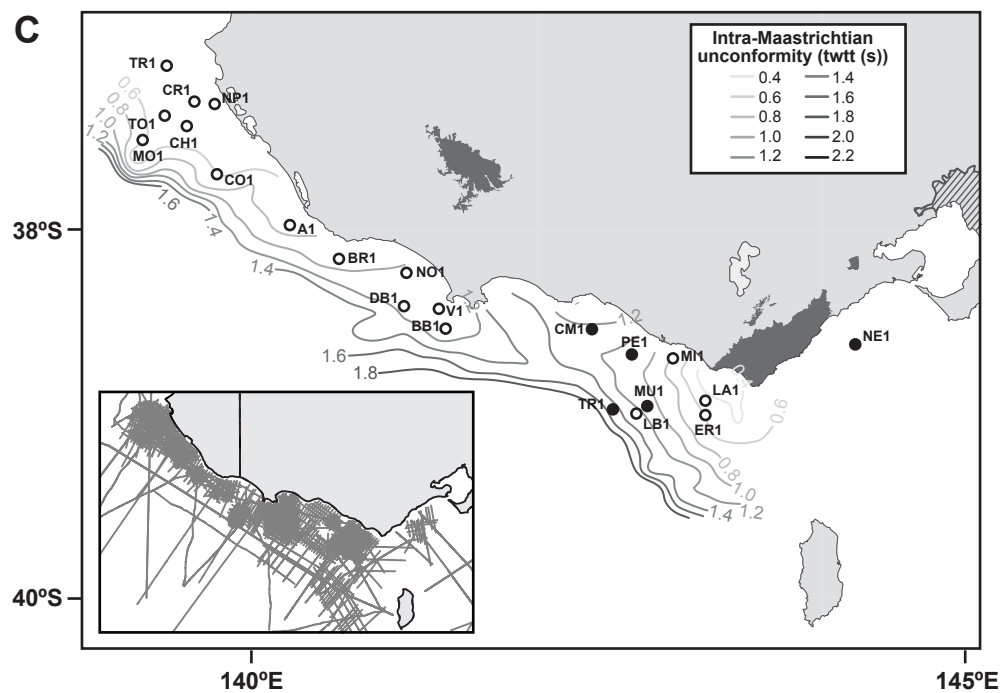 C
Intra-Maastrichtian
unconformity (twtt (s))
0.4 1.4
0.6 1.6
0.8 1.8
1.0 2.0
1.2 2.2
TR1
CR1
NP1
0.6
0.8
1.0
1.2
TO1
CH1
MO1
CO1
1.6
1.4
38ºS
A1
BR1
1.4
NO1
DB1
V1
BB1
1.2
CM1
PE1
MI1
NE1
1.6
1.8
MU1
LA1
TR1
LB1
ER1
0.6
0.8
1.0
1.2
1.4
40ºS
140ºE
145ºE